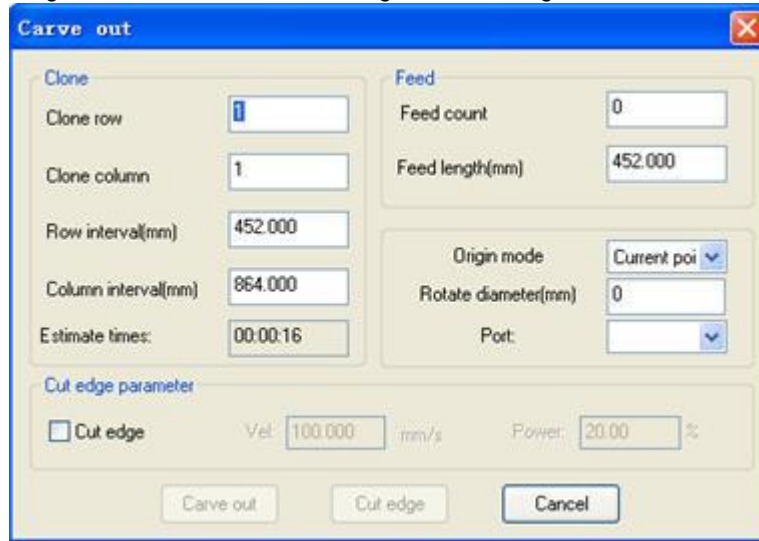 Carve out
Clone
Clone row 1
Clone column 1
Row interval(mm) 452.000
Column interval(mm) 864.000
Estimate times: 00:00:16
Feed
Feed count 0
Feed length(mm) 452.000
Origin mode Current poi
Rotate diameter(mm) 0
Port:
Cut edge parameter
Cut edge Vel: 100.000 mm/s Power: 20.00 %
Carve out Cut edge Cancel